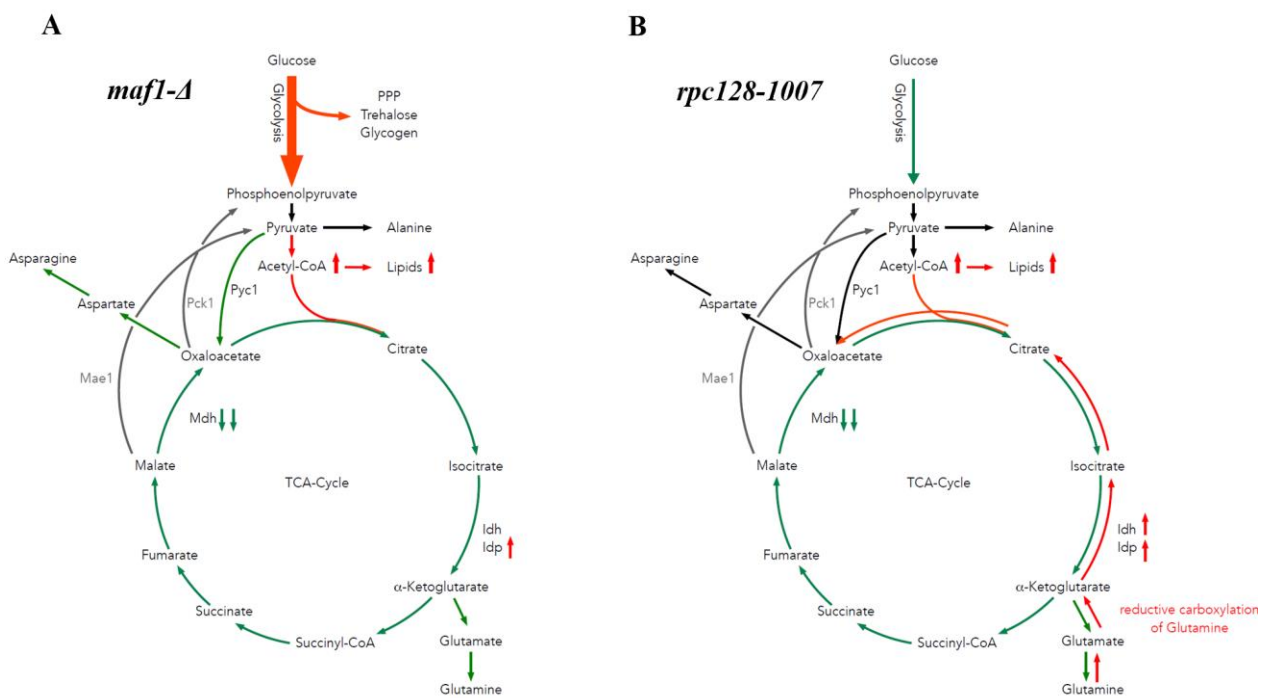 A
maf1-Δ
Glucose
Glycolysis
PPP
Trehalose
Glycogen
Phosphoenolpyruvate
Pyruvate
Alanine
Acetyl-CoA
Lipids
Asparagine
Aspartate
Pck1
Pyc1
Oxaloacetate
Citrate
Mae1
Mdh
Malate
Isocitrate
TCA-Cycle
Idh
Idp
Fumarate
α-Ketoglutarate
Succinate
Succinyl-CoA
Glutamate
Glutamine
B
rpc128-1007
Glucose
Glycolysis
Phosphoenolpyruvate
Pyruvate
Alanine
Acetyl-CoA
Lipids
Asparagine
Aspartate
Pck1
Pyc1
Oxaloacetate
Citrate
Mae1
Mdh
Malate
Isocitrate
TCA-Cycle
Idh
Idp
Fumarate
α-Ketoglutarate
Succinate
reductive carboxylation
of Glutamine
Succinyl-CoA
Glutamate
Glutamine